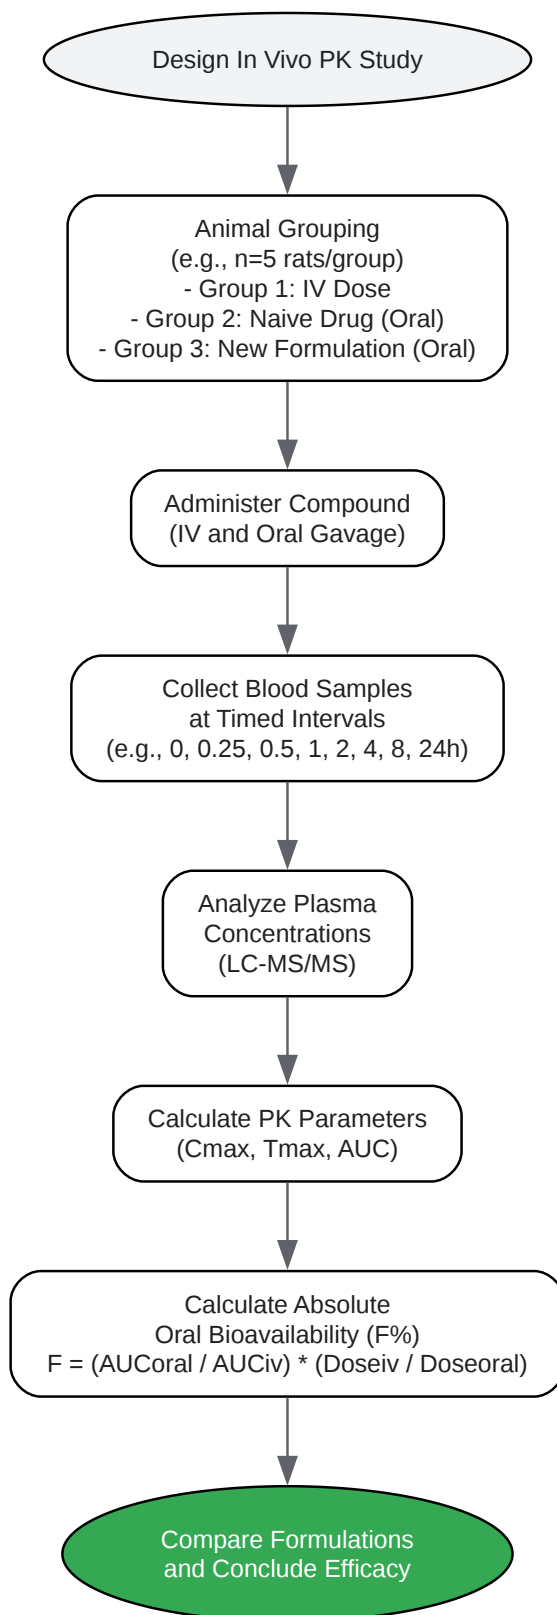 Design In Vivo PK Study
Animal Grouping
(e.g., n=5 rats/group)
- Group 1: IV Dose
- Group 2: Naive Drug (Oral)
- Group 3: New Formulation (Oral)
Administer Compound
(IV and Oral Gavage)
Collect Blood Samples
at Timed Intervals
(e.g., 0, 0.25, 0.5, 1, 2, 4, 8, 24h)
Analyze Plasma
Concentrations
(LC-MS/MS)
Calculate PK Parameters
(Cmax, Tmax, AUC)
Calculate Absolute
Oral Bioavailability (F%)
F = (AUCoral / AUCiv) * (Doseiv / Doseoral)
Compare Formulations
and Conclude Efficacy